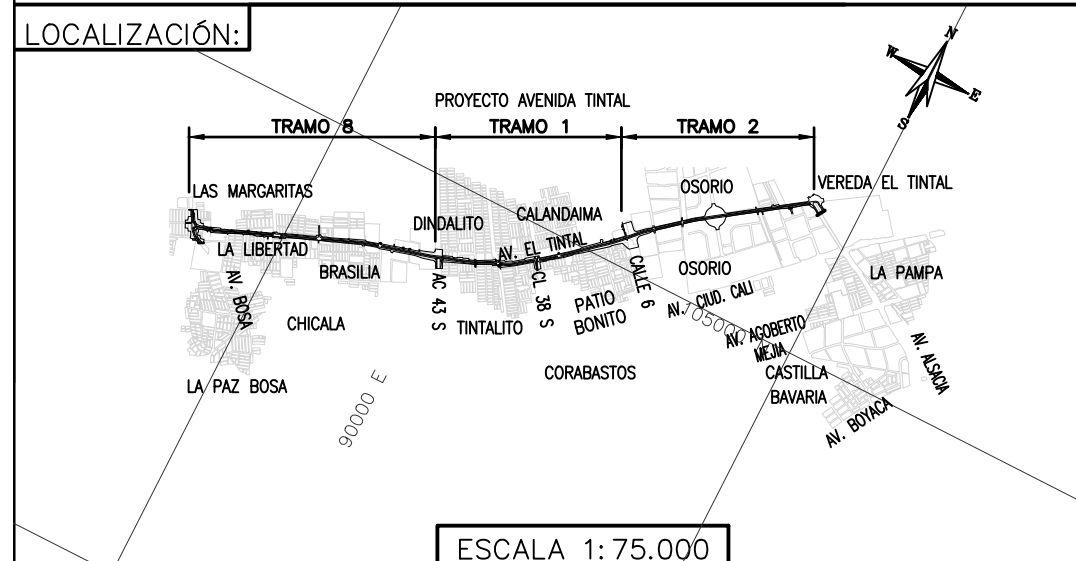 LOCALIZACIÓN:
N
W
E
S
PROYECTO AVENIDA TINTAL
TRAMO 8
TRAMO 1
TRAMO 2
LAS MARGARITAS
DINDALITO
CALANDAIMA
OSORIO
VEREDA EL TINTAL
LA LIBERTAD
BRASILIA
AV. EL TINTAL
AV. BOSA
CHICALA
AC 43 S
TINTALITO
CL 38 S
PATIO
BONITO
CALLE 6
OSORIO
AV. CIUD. CALI
105000
AV. AGOBERTO
MEJIA
LA PAMPA
AV. ALSACIA
LA PAZ BOSA
CORABASTOS
CASTILLA
BAVARIA
AV. BOYACA
90000 E
ESCALA 1:75.000